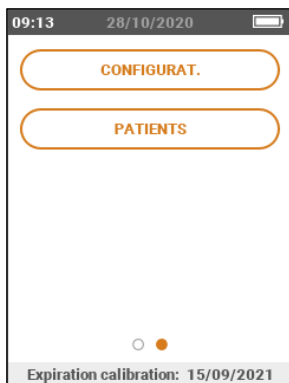 09:13 28/10/2020
CONFIGURAT.
PATIENTS
Expiration calibration: 15/09/2021